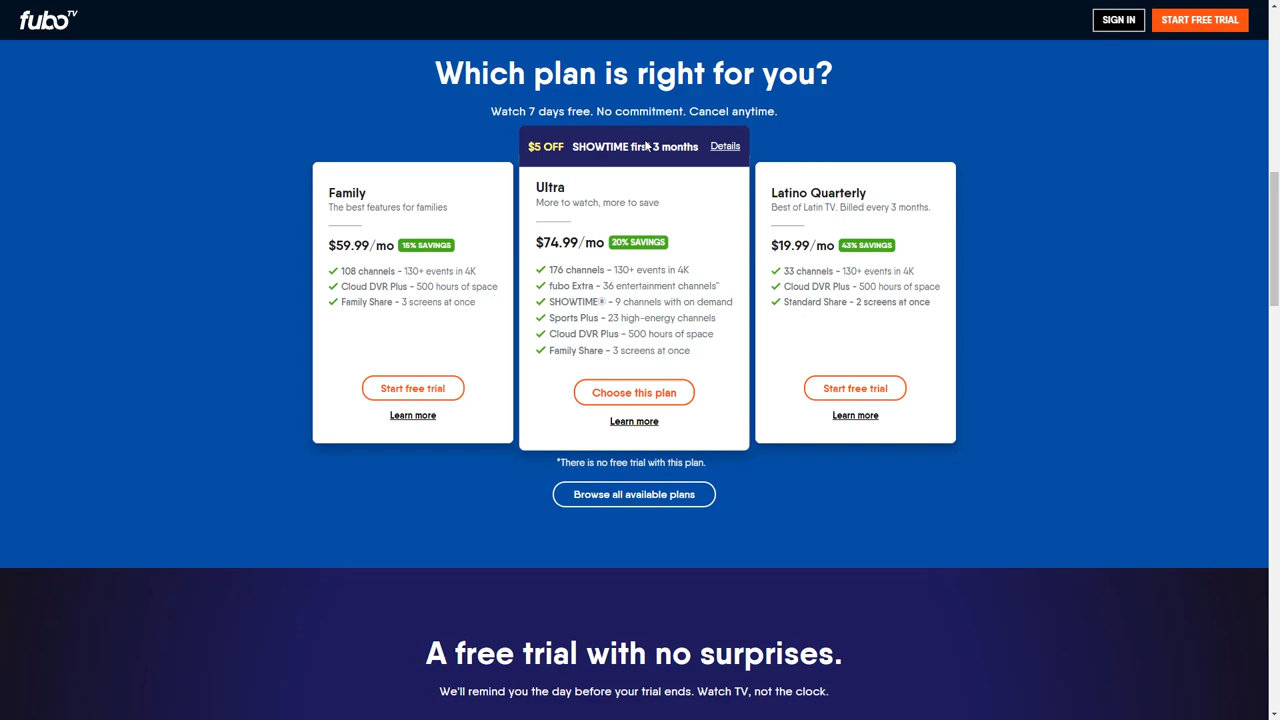 fubo TV
SIGN IN
START FREE TRIAL
Which plan is right for you?
Watch 7 days free. No commitment. Cancel anytime.
$5 OFF SHOWTIME first 3 months Details
Family
The best features for families
$59.99/mo 15% SAVINGS
108 channels - 130+ events in 4K
Cloud DVR Plus - 500 hours of space
Family Share - 3 screens at once
Start free trial
Learn more
Ultra
More to watch, more to save
$74.99/mo 20% SAVINGS
176 channels - 130+ events in 4K
fubo Extra - 36 entertainment channels"
SHOWTIME® - 9 channels with on demand
Sports Plus - 23 high-energy channels
Cloud DVR Plus - 500 hours of space
Family Share - 3 screens at once
Choose this plan
Learn more
Latino Quarterly
Best of Latin TV. Billed every 3 months.
$19.99/mo 43% SAVINGS
33 channels - 130+ events in 4K
Cloud DVR Plus - 500 hours of space
Standard Share - 2 screens at once
Start free trial
Learn more
*There is no free trial with this plan.
Browse all available plans
A free trial with no surprises.
We'll remind you the day before your trial ends. Watch TV, not the clock.